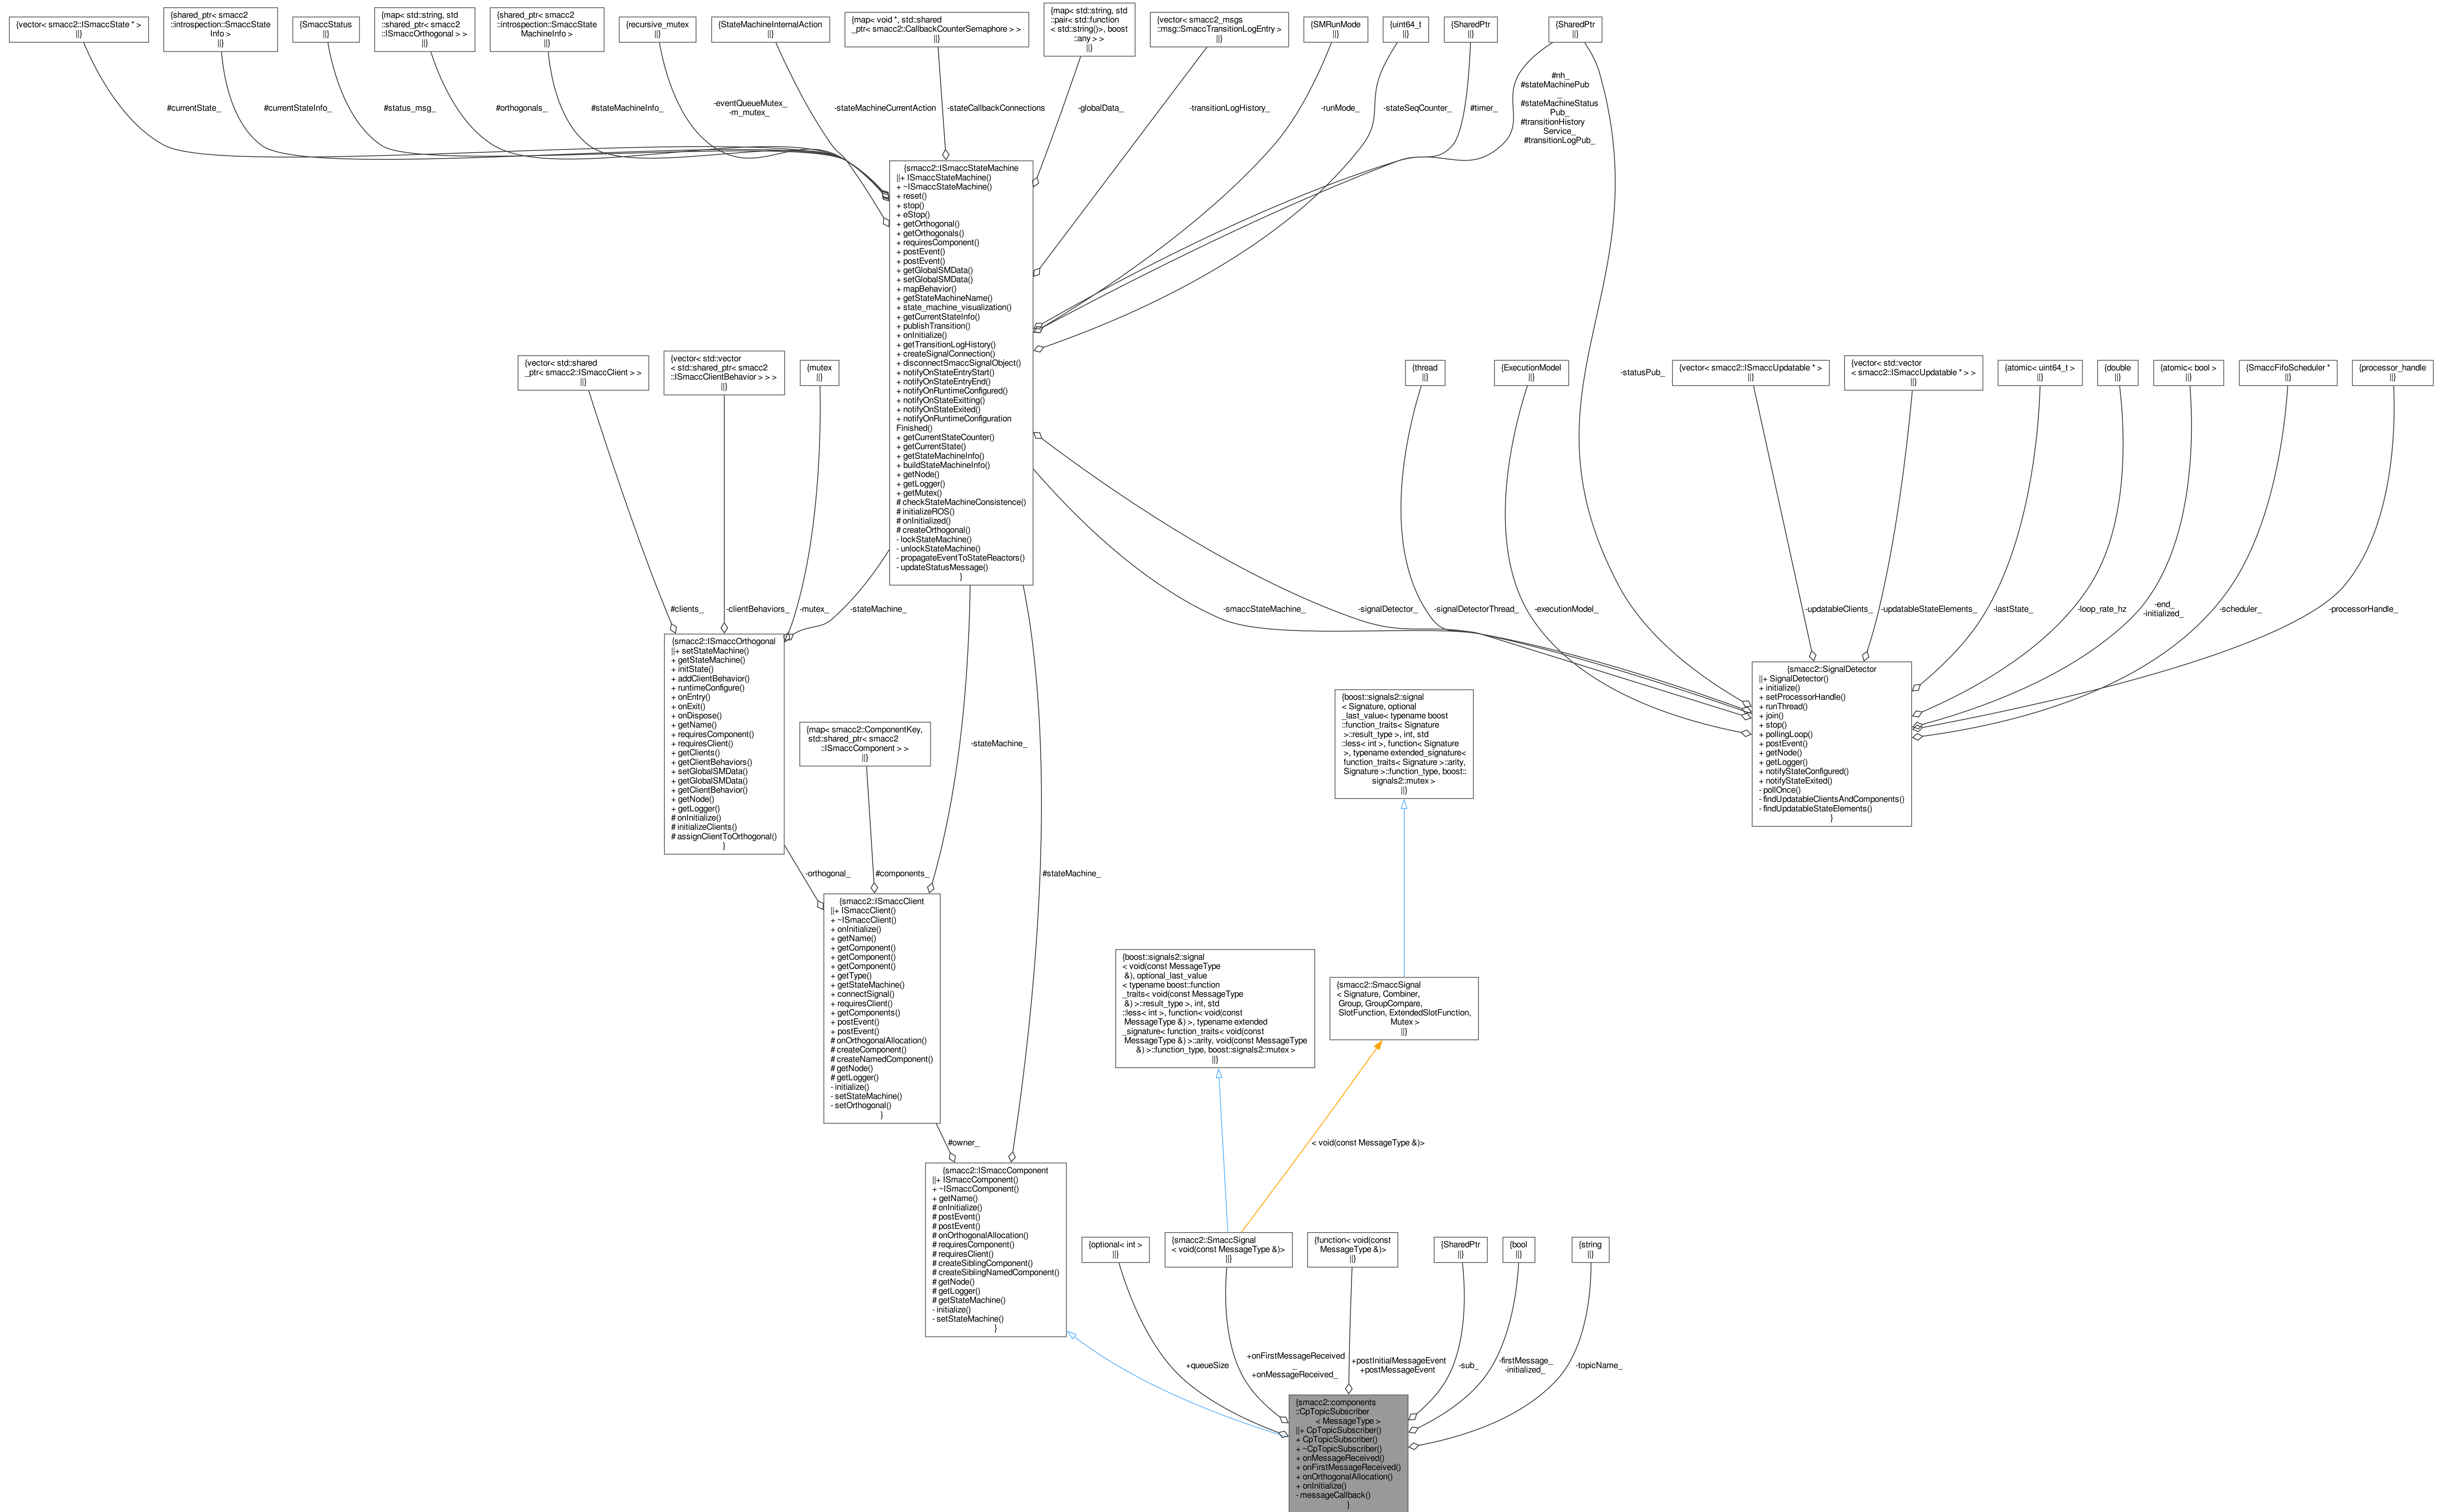 {vector< smacc2::ISmaccState * >
||}
{shared_ptr< smacc2
::introspection::SmaccState
Info >
||}
{SmaccStatus
||}
{map< std::string, std
::shared_ptr< smacc2
::ISmaccOrthogonal > >
||}
{shared_ptr< smacc2
::introspection::SmaccState
MachineInfo >
||}
{recursive_mutex
||}
{StateMachineInternalAction
||}
{map< void *, std::shared
_ptr< smacc2::CallbackCounterSemaphore > >
||}
{map< std::string, std
::pair< std::function
< std::string()>, boost
::any > >
||}
{vector< smacc2_msgs
::msg::SmaccTransitionLogEntry >
||}
{SMRunMode
||}
{uint64_t
||}
{SharedPtr
||}
{SharedPtr
||}
#currentState_
#currentStateInfo_
#status_msg_
#orthogonals_
#stateMachineInfo_
-eventQueueMutex_
-m_mutex_
-stateMachineCurrentAction
-stateCallbackConnections
-globalData_
-transitionLogHistory_
-runMode_
-stateSeqCounter_
#timer_
#nh_
#stateMachinePub
_
#stateMachineStatus
Pub_
#transitionHistory
Service_
#transitionLogPub_
{smacc2::ISmaccStateMachine
||+ ISmaccStateMachine()
+ ~ISmaccStateMachine()
+ reset()
+ stop()
+ eStop()
+ getOrthogonal()
+ getOrthogonals()
+ requiresComponent()
+ postEvent()
+ postEvent()
+ getGlobalSMData()
+ setGlobalSMData()
+ mapBehavior()
+ getStateMachineName()
+ state_machine_visualization()
+ getCurrentStateInfo()
+ publishTransition()
+ onInitialize()
+ getTransitionLogHistory()
+ createSignalConnection()
+ disconnectSmaccSignalObject()
+ notifyOnStateEntryStart()
+ notifyOnStateEntryEnd()
+ notifyOnRuntimeConfigured()
+ notifyOnStateExitting()
+ notifyOnStateExited()
+ notifyOnRuntimeConfiguration
Finished()
+ getCurrentStateCounter()
+ getCurrentState()
+ getStateMachineInfo()
+ buildStateMachineInfo()
+ getNode()
+ getLogger()
+ getMutex()
# checkStateMachineConsistence()
# initializeROS()
# onInitialized()
# createOrthogonal()
- lockStateMachine()
- unlockStateMachine()
- propagateEventToStateReactors()
- updateStatusMessage()
}
{vector< std::shared
_ptr< smacc2::ISmaccClient > >
||}
{vector< std::vector
< std::shared_ptr< smacc2
::ISmaccClientBehavior > > >
||}
{mutex
||}
{thread
||}
{ExecutionModel
||}
-statusPub_
{vector< smacc2::ISmaccUpdatable * >
||}
{vector< std::vector
< smacc2::ISmaccUpdatable * > >
||}
{atomic< uint64_t >
||}
{double
||}
{atomic< bool >
||}
{SmaccFifoScheduler *
||}
{processor_handle
||}
#clients_
-clientBehaviors_
-mutex_
-stateMachine_
-smaccStateMachine_
-signalDetector_
-signalDetectorThread_
-executionModel_
-updatableClients_
-updatableStateElements_
-lastState_
-loop_rate_hz
-end_
-initialized_
-scheduler_
-processorHandle_
{smacc2::ISmaccOrthogonal
||+ setStateMachine()
+ getStateMachine()
+ initState()
+ addClientBehavior()
+ runtimeConfigure()
+ onEntry()
+ onExit()
+ onDispose()
+ getName()
+ requiresComponent()
+ requiresClient()
+ getClients()
+ getClientBehaviors()
+ setGlobalSMData()
+ getGlobalSMData()
+ getClientBehavior()
+ getNode()
+ getLogger()
# onInitialize()
# initializeClients()
# assignClientToOrthogonal()
}
{smacc2::SignalDetector
||+ SignalDetector()
+ initialize()
+ setProcessorHandle()
+ runThread()
+ join()
+ stop()
+ pollingLoop()
+ postEvent()
+ getNode()
+ getLogger()
+ notifyStateConfigured()
+ notifyStateExited()
- pollOnce()
- findUpdatableClientsAndComponents()
- findUpdatableStateElements()
}
{map< smacc2::ComponentKey,
std::shared_ptr< smacc2
::ISmaccComponent > >
||}
-stateMachine_
{boost::signals2::signal
< Signature, optional
_last_value< typename boost
::function_traits< Signature
>::result_type >, int, std
::less< int >, function< Signature
>, typename extended_signature<
function_traits< Signature >::arity,
Signature >::function_type, boost::
signals2::mutex >
||}
-orthogonal_
#components_
#stateMachine_
{smacc2::ISmaccClient
||+ ISmaccClient()
+ ~ISmaccClient()
+ onInitialize()
+ getName()
+ getComponent()
+ getComponent()
+ getComponent()
+ getType()
+ getStateMachine()
+ connectSignal()
+ requiresClient()
+ getComponents()
+ postEvent()
+ postEvent()
# onOrthogonalAllocation()
# createComponent()
# createNamedComponent()
# getNode()
# getLogger()
- initialize()
- setStateMachine()
- setOrthogonal()
}
{boost::signals2::signal
< void(const MessageType
&), optional_last_value
< typename boost::function
_traits< void(const MessageType
&) >::result_type >, int, std
::less< int >, function< void(const
MessageType &) >, typename extended
_signature< function_traits< void(const
MessageType &) >::arity, void(const MessageType
&) >::function_type, boost::signals2::mutex >
||}
{smacc2::SmaccSignal
< Signature, Combiner,
Group, GroupCompare,
SlotFunction, ExtendedSlotFunction,
Mutex >
||}
#owner_
< void(const MessageType &)>
{smacc2::ISmaccComponent
||+ ISmaccComponent()
+ ~ISmaccComponent()
+ getName()
# onInitialize()
# postEvent()
# postEvent()
# onOrthogonalAllocation()
# requiresComponent()
# requiresClient()
# createSiblingComponent()
# createSiblingNamedComponent()
# getNode()
# getLogger()
# getStateMachine()
- initialize()
- setStateMachine()
}
{optional< int >
||}
{smacc2::SmaccSignal
< void(const MessageType &)>
||}
{function< void(const
MessageType &)>
||}
{SharedPtr
||}
{bool
||}
{string
||}
+queueSize
+onFirstMessageReceived
_
+onMessageReceived_
+postInitialMessageEvent
+postMessageEvent
-sub_
-firstMessage_
-initialized_
-topicName_
{smacc2::components
::CpTopicSubscriber
< MessageType >
||+ CpTopicSubscriber()
+ CpTopicSubscriber()
+ ~CpTopicSubscriber()
+ onMessageReceived()
+ onFirstMessageReceived()
+ onOrthogonalAllocation()
+ onInitialize()
- messageCallback()
}